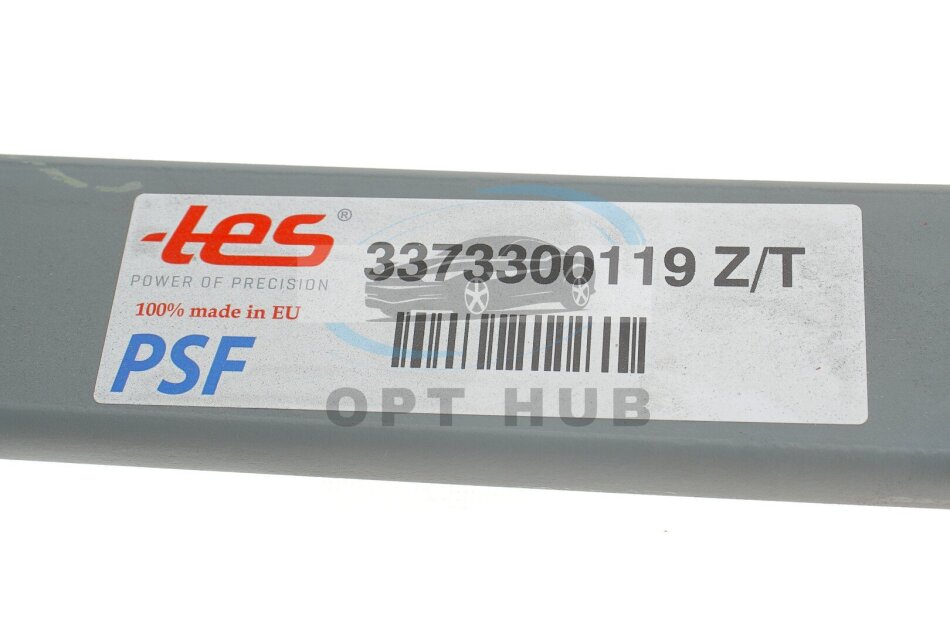 tes®
3373300119 Z/T
POWER OF PRECISION
100% made in EU
PSF
OPT HUB